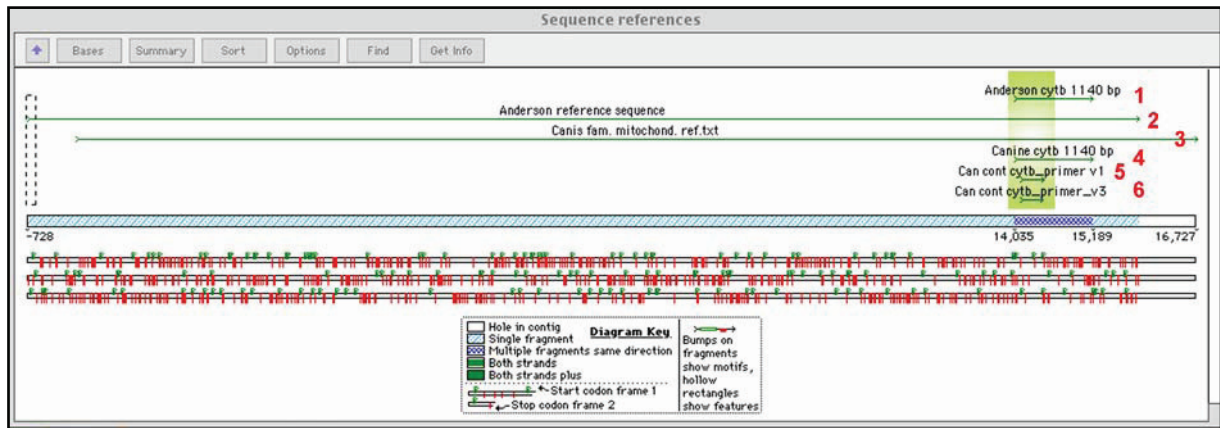 Sequence references
Bases Summary Sort Options Find Get Info
Anderson cytb 1140 bp 1
Anderson reference sequence 2
Canis fam. mitochond. ref.txt 3
Canine cytb 1140 bp 4
Can cont cytb_primer v1 5
Can cont cytb_primer_v3 6
-728 14,035 15,189 16,727
Diagram Key
Hole in contig
Single fragment
Multiple fragments same direction
Both strands
Both strands plus
Start codon frame 1
Stop codon frame 2
Bumps on
fragments
show motifs,
hollow
rectangles
show features